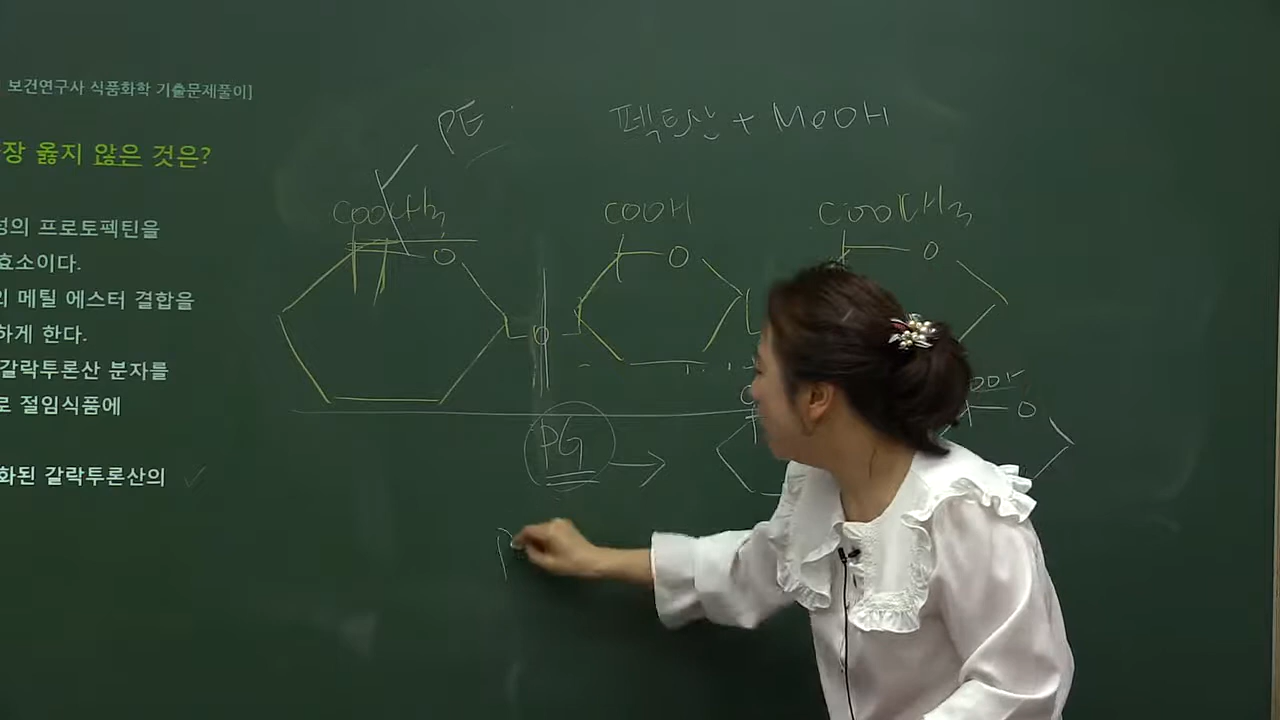 보건연구사 식품화학 기출문제풀이]
장 옳지 않은 것은?
성의 프로토펙틴을
효소이다.
의 메틸 에스터 결합을
하게 한다.
갈락투론산 분자를
로 절임식품에
화된 갈락투론산의
PE
펙트산 + MeOH
COOCH3 COOH COOCH3
O O O
O
PG
O
P